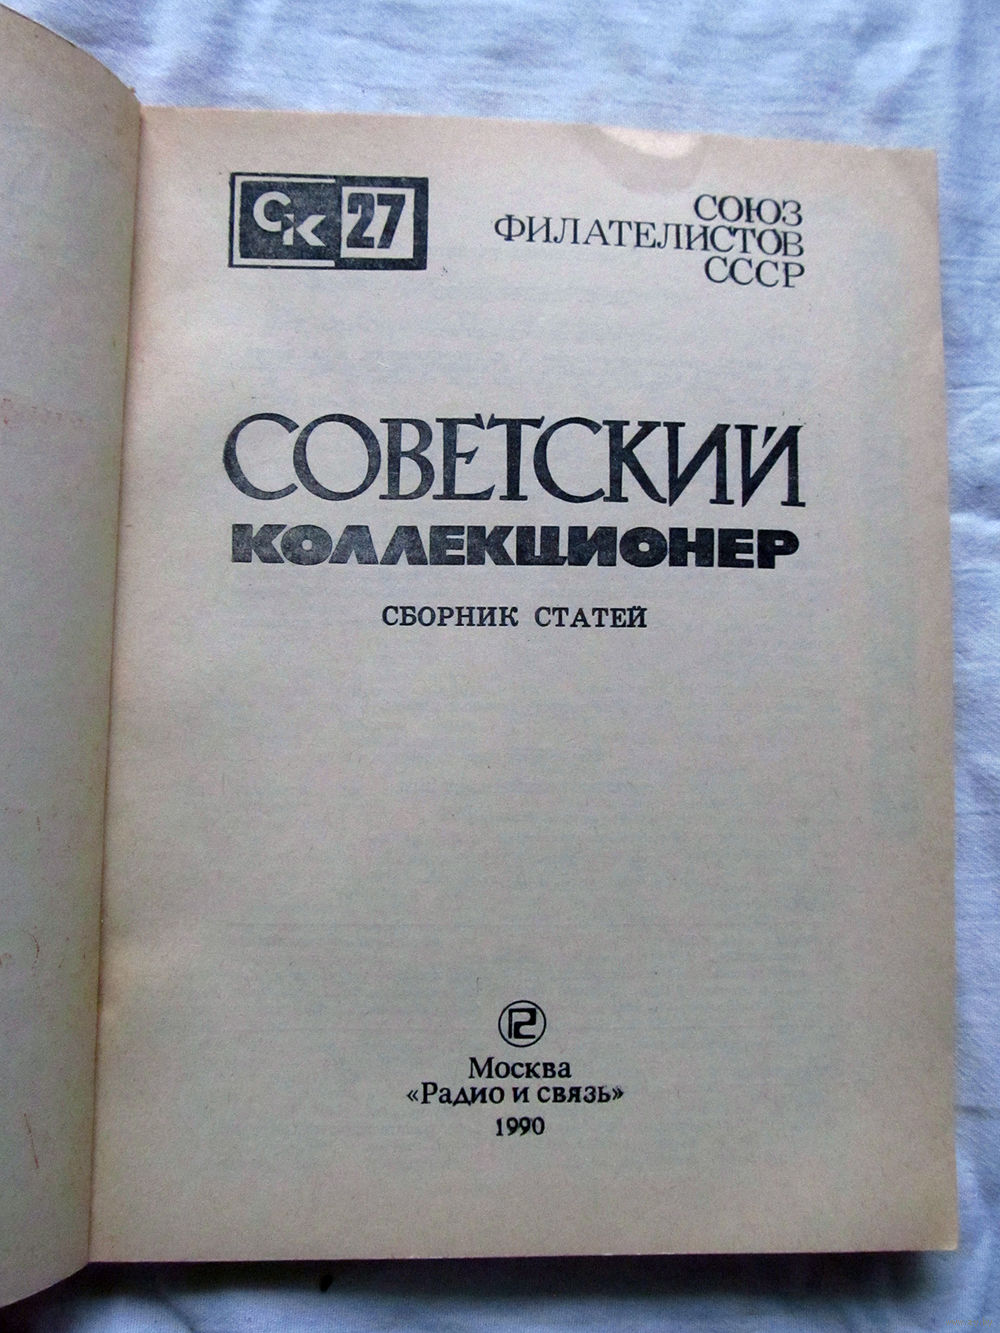 СК 27
СОЮЗ
ФИЛАТЕЛИСТОВ
СССР
СОВЕТСКИЙ
КОЛЛЕКЦИОНЕР
СБОРНИК СТАТЕЙ
Москва
«Радио и связь»
1990